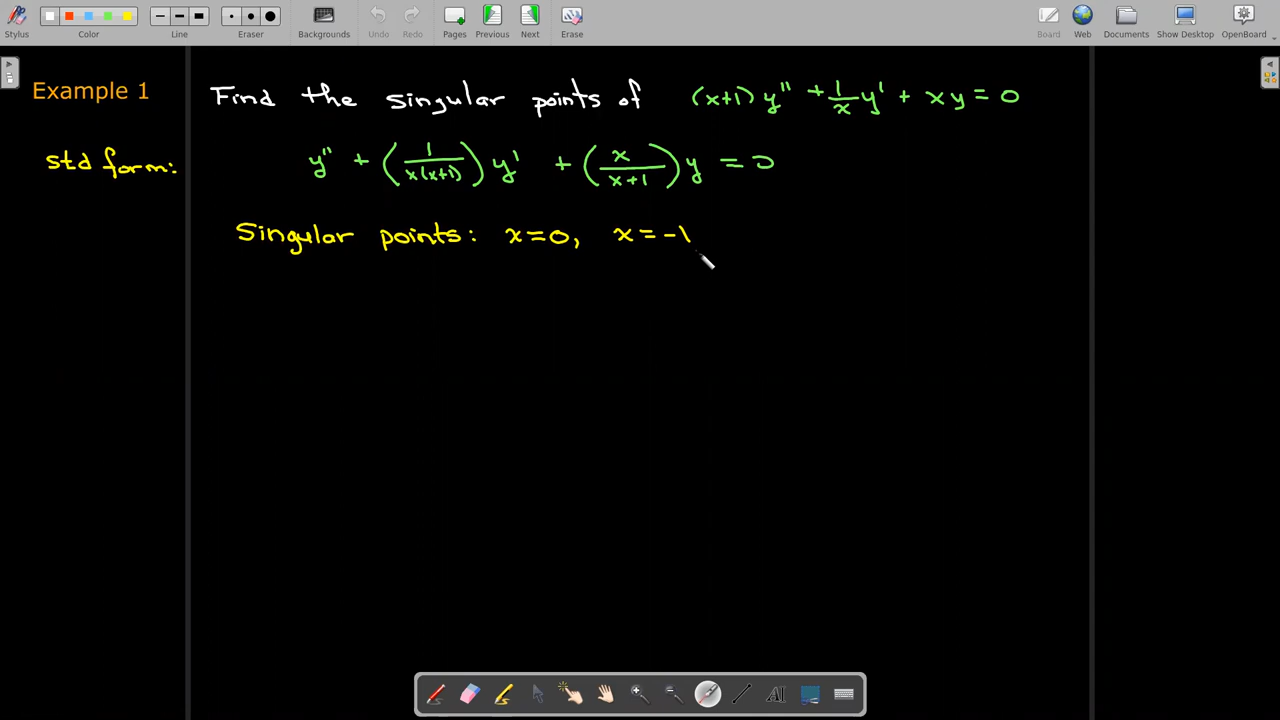 Stylus Color Line Eraser Backgrounds Undo Redo Pages Previous Next Erase Board Web Documents Show Desktop OpenBoard
Example 1 Find the singular points of (x+1) y'' + 1/x y' + xy = 0
std form: y'' + (1/(x(x+1))) y' + (x/(x+1)) y = 0
Singular points: x=0, x=-1
AI